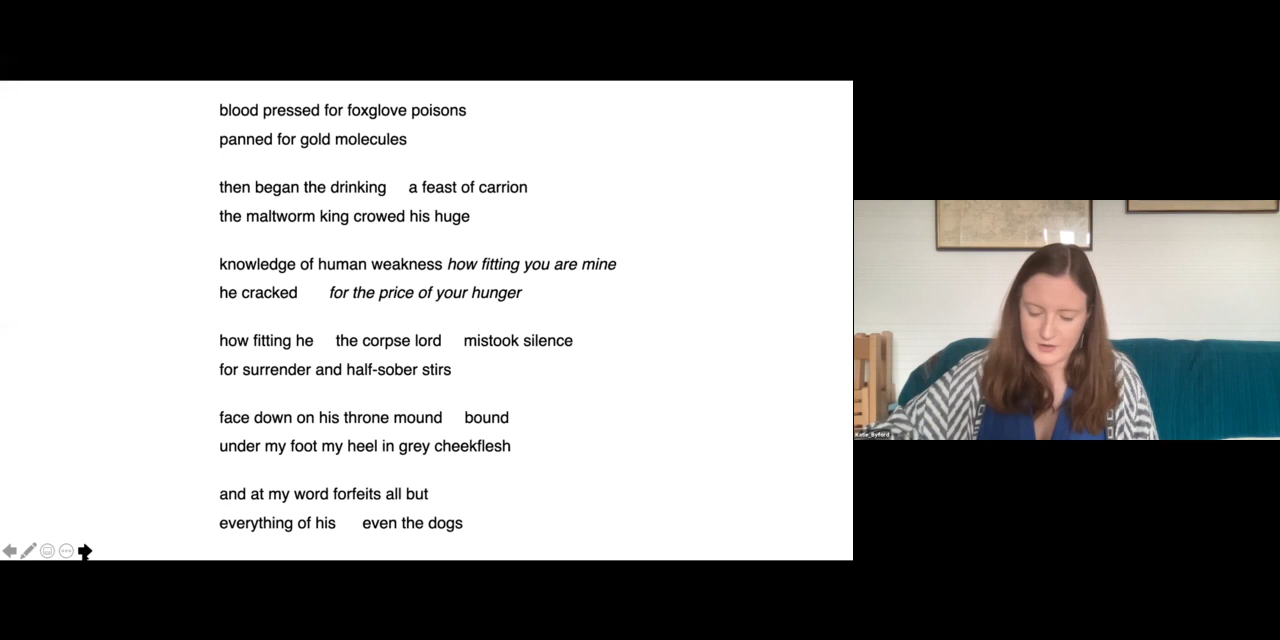 blood pressed for foxglove poisons
panned for gold molecules
then began the drinking a feast of carrion
the maltworm king crowed his huge
knowledge of human weakness how fitting you are mine
he cracked for the price of your hunger
how fitting he the corpse lord mistook silence
for surrender and half-sober stirs
face down on his throne mound bound
under my foot my heel in grey cheekflesh
and at my word forfeits all but
everything of his even the dogs
Katie_Byford